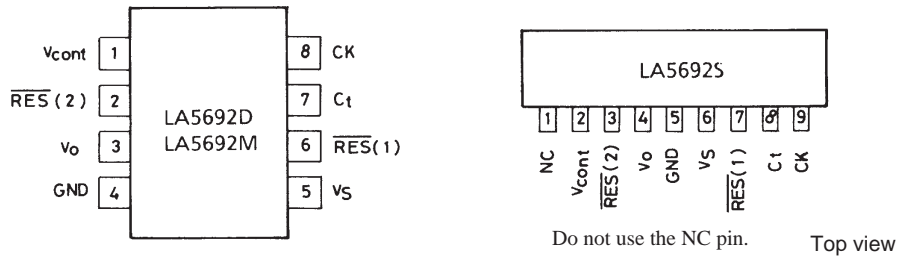 Vcont 1
8 CK
RES (2) 2
7 Ct
LA5692D
LA5692M
Vo 3
6 RES(1)
GND 4
5 VS
LA5692S
1 2 3 4 5 6 7 8 9
NC
Vcont
RES(2)
Vo
GND
VS
RES(1)
Ct
CK
Do not use the NC pin.
Top view